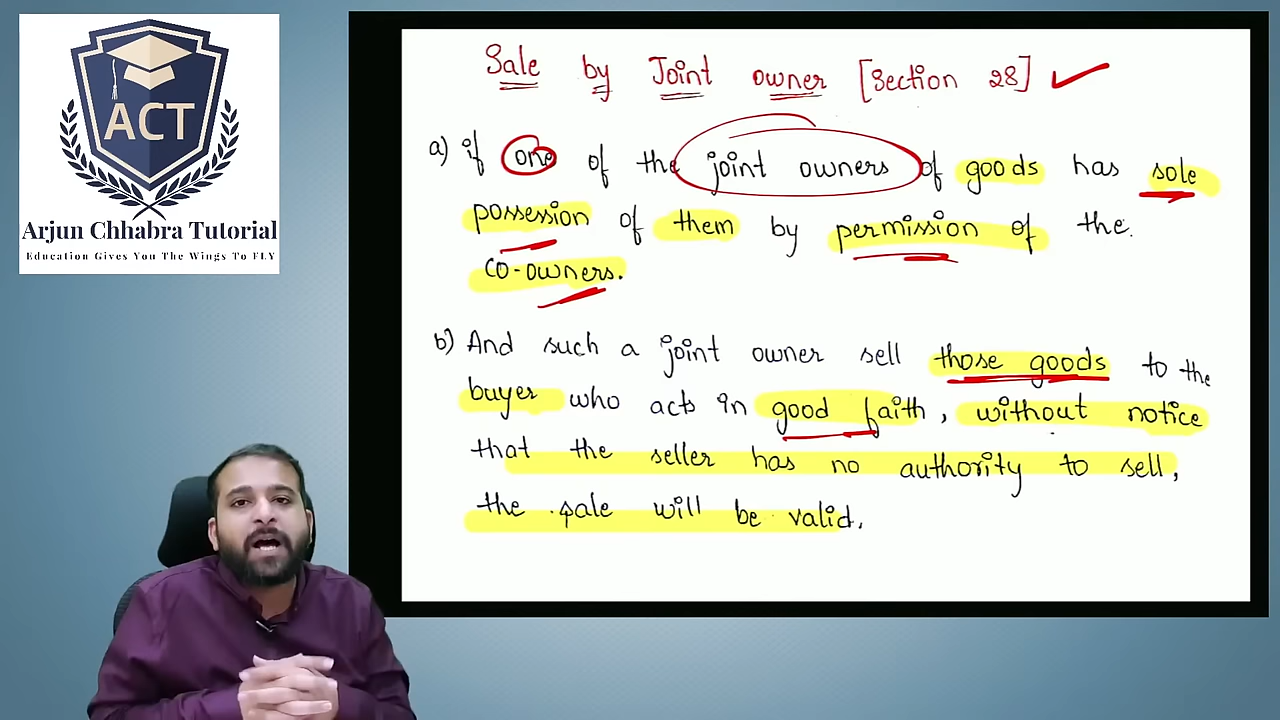 ACT
Arjun Chhabra Tutorial
Education Gives You The Wings To FLY
Sale by Joint owner [Section 28]
a) if one of the joint owners of goods has sole
possession of them by permission of the
co-owners.
b) And such a joint owner sell those goods to the
buyer who acts in good faith, without notice
that the seller has no authority to sell,
the sale will be valid.